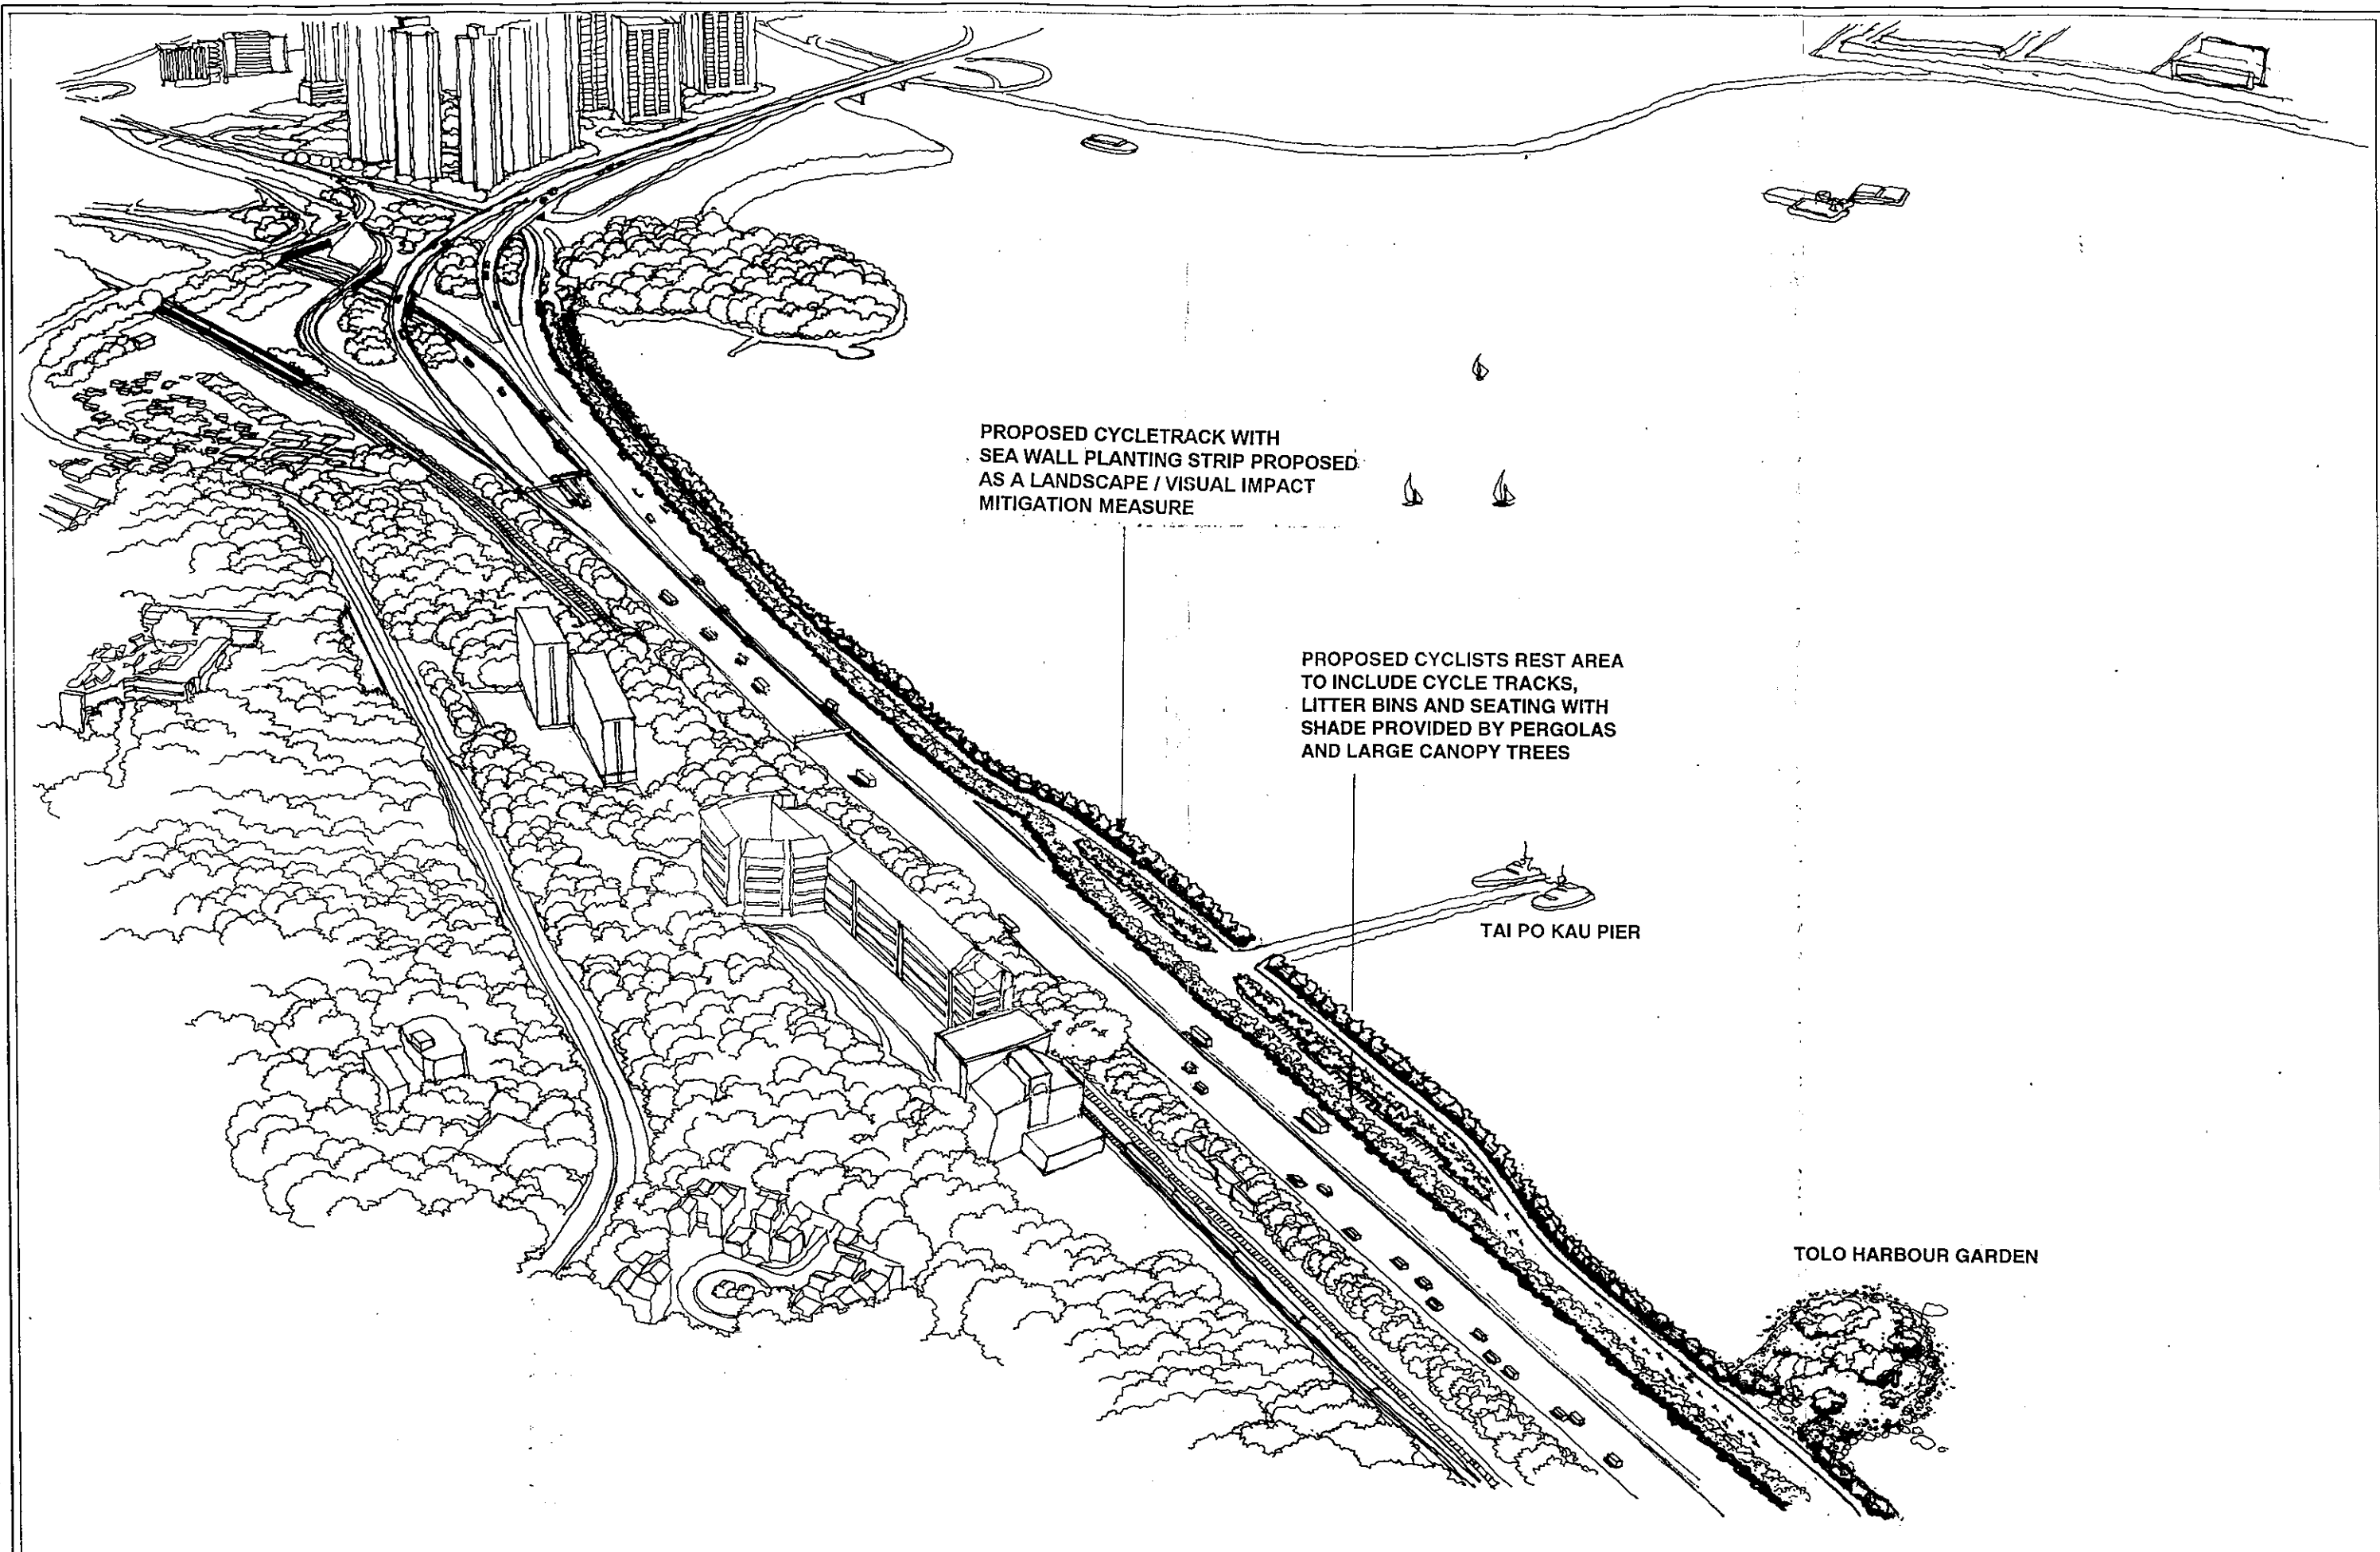 PROPOSED CYCLETRACK WITH
SEA WALL PLANTING STRIP PROPOSED
AS A LANDSCAPE / VISUAL IMPACT
MITIGATION MEASURE
PROPOSED CYCLISTS REST AREA
TO INCLUDE CYCLE TRACKS,
LITTER BINS AND SEATING WITH
SHADE PROVIDED BY PERGOLAS
AND LARGE CANOPY TREES
TAI PO KAU PIER
TOLO HARBOUR GARDEN